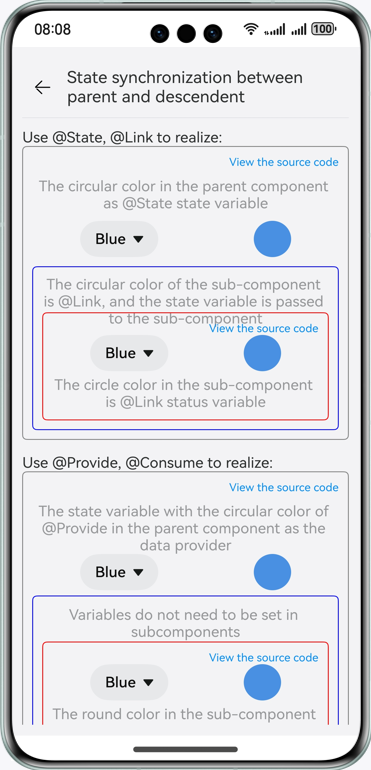 08:08
100
State synchronization between
parent and descendent
Use @State, @Link to realize:
View the source code
The circular color in the parent component
as @State state variable
Blue
The circular color of the sub-component
is @Link, and the state variable is passed
to the sub-component
View the source code
Blue
The circle color in the sub-component
is @Link status variable
Use @Provide, @Consume to realize:
View the source code
The state variable with the circular color of
@Provide in the parent component as the
data provider
Blue
Variables do not need to be set in
subcomponents
View the source code
Blue
The round color in the sub-component